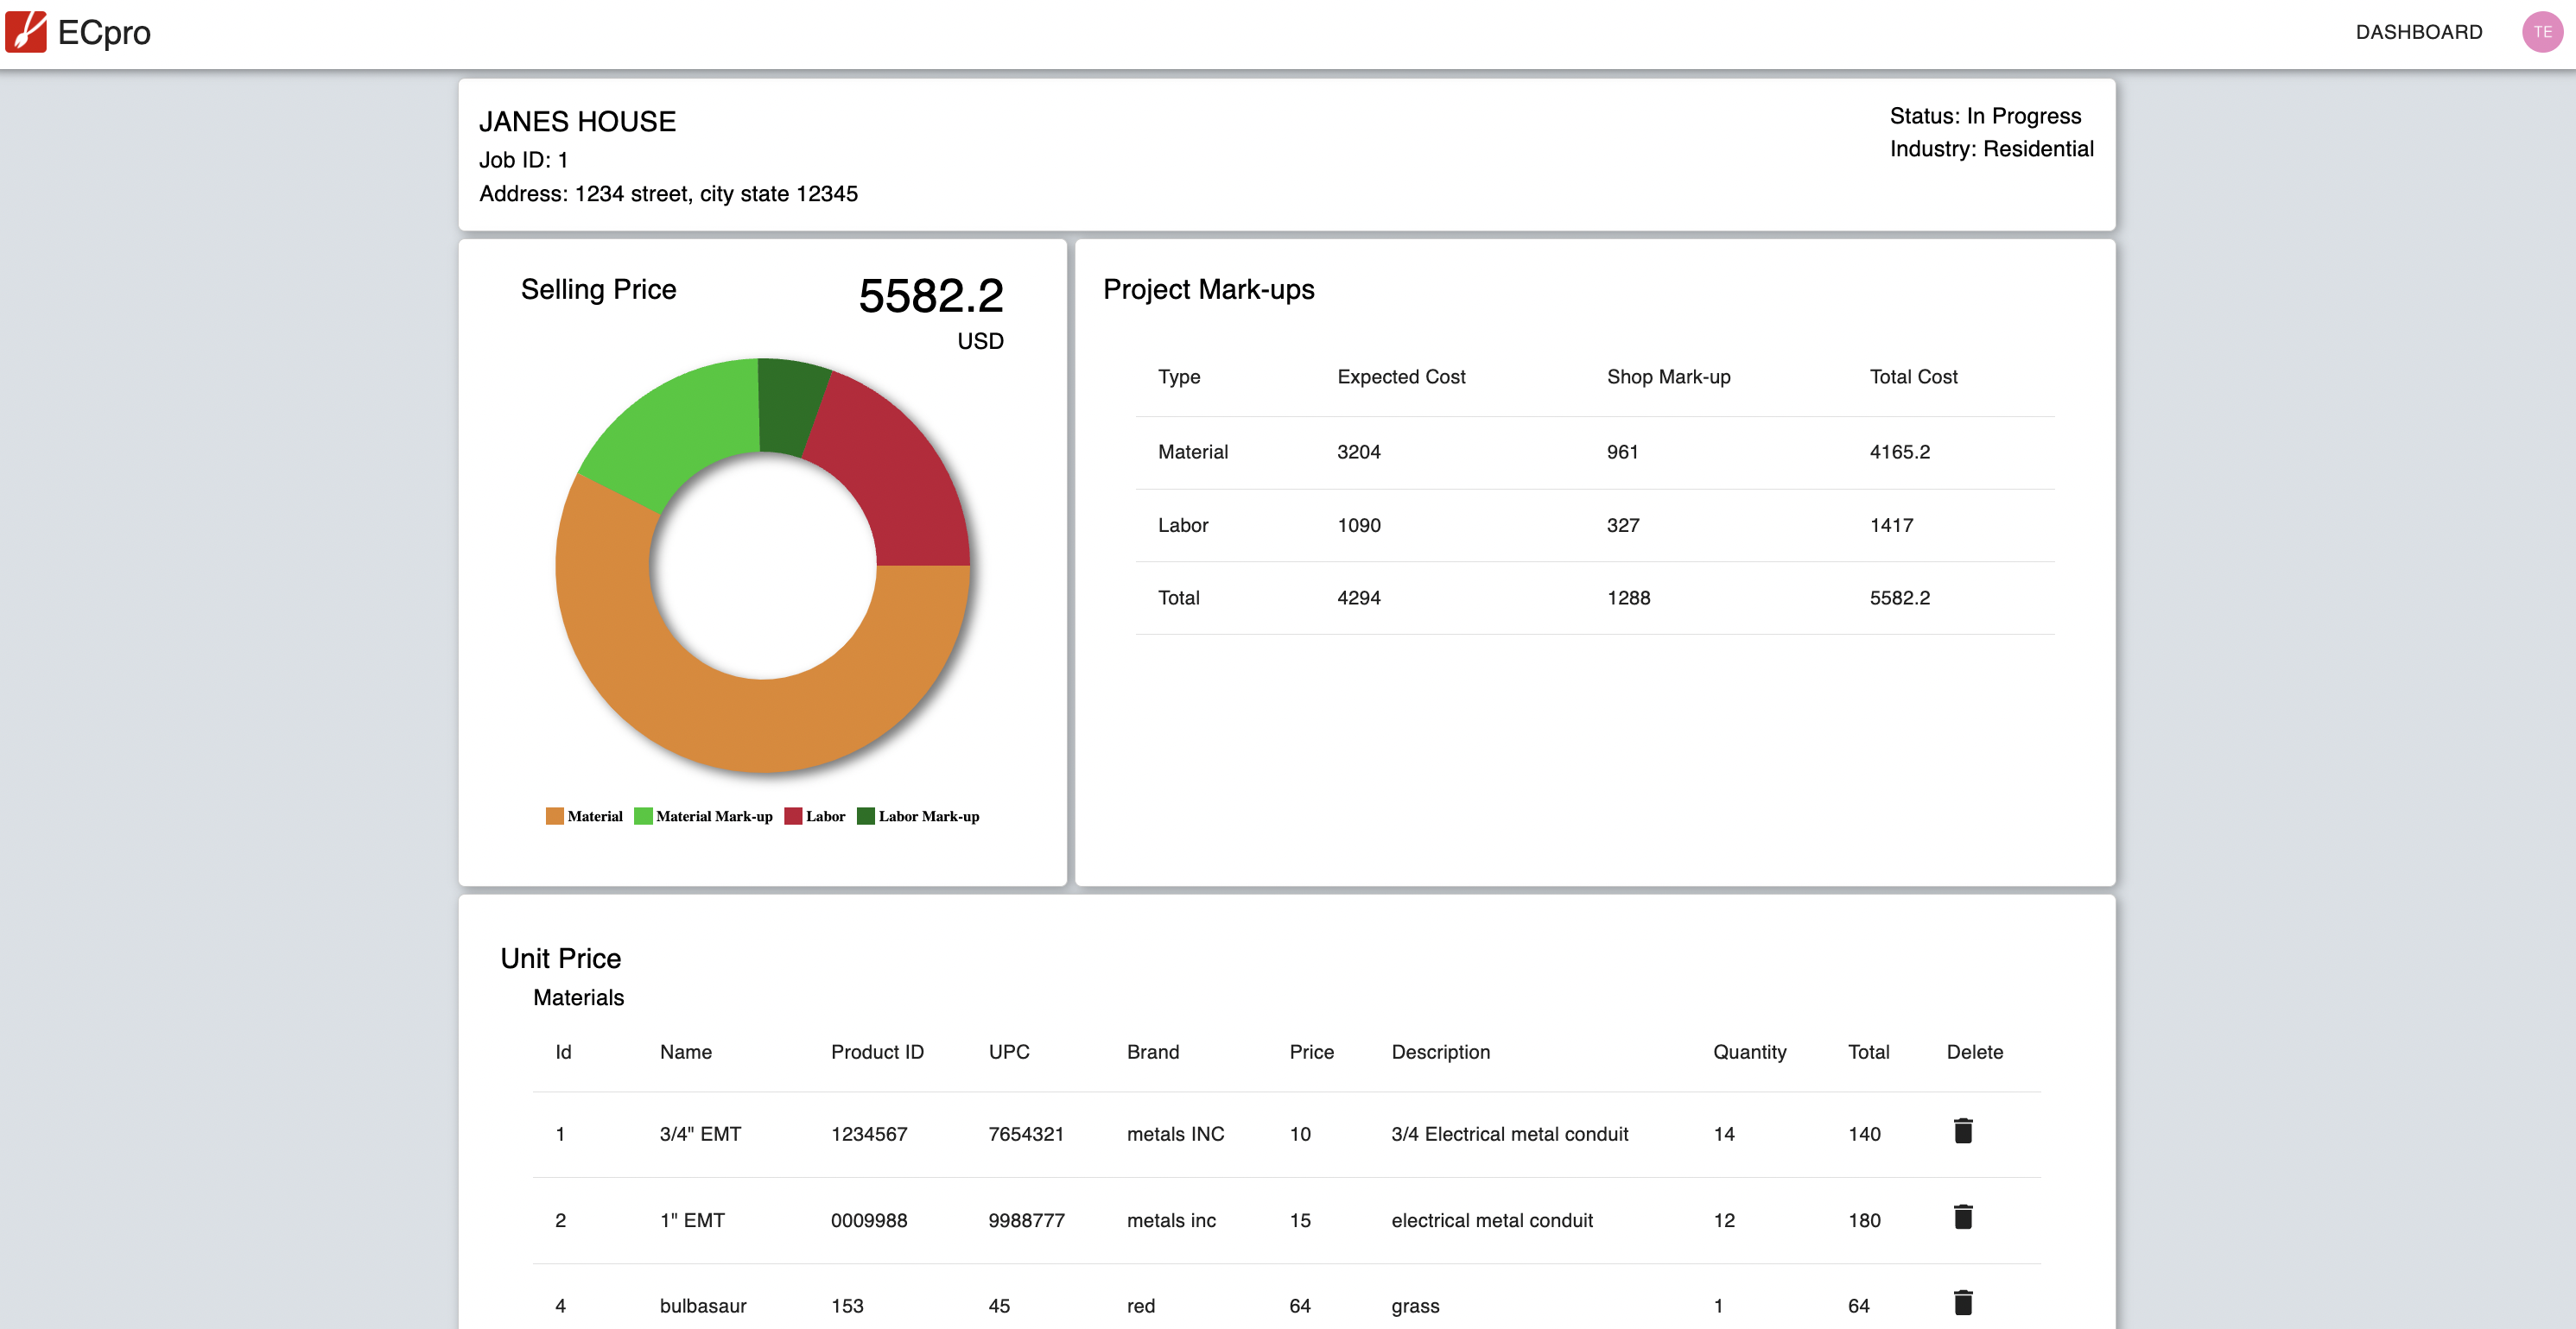 ECpro
DASHBOARD
TE
JANES HOUSE
Job ID: 1
Address: 1234 street, city state 12345
Status: In Progress
Industry: Residential
Selling Price
5582.2
USD
Material Material Mark-up Labor Labor Mark-up
Project Mark-ups
Type Expected Cost Shop Mark-up Total Cost
Material 3204 961 4165.2
Labor 1090 327 1417
Total 4294 1288 5582.2
Unit Price
Materials
Id Name Product ID UPC Brand Price Description Quantity Total Delete
1 3/4" EMT 1234567 7654321 metals INC 10 3/4 Electrical metal conduit 14 140
2 1" EMT 0009988 9988777 metals inc 15 electrical metal conduit 12 180
4 bulbasaur 153 45 red 64 grass 1 64